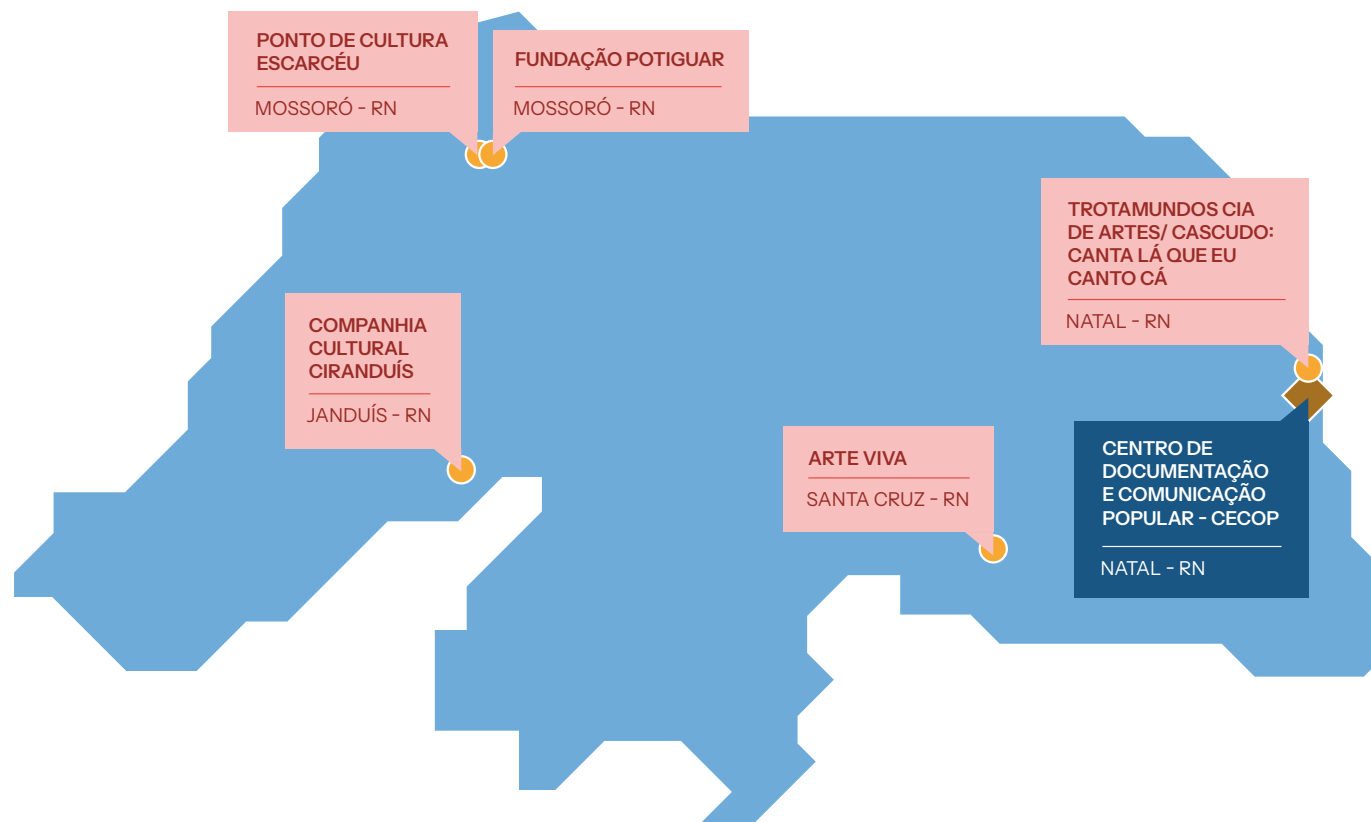 PONTO DE CULTURA
ESCARCÉU
MOSSORÓ - RN
FUNDAÇÃO POTIGUAR
MOSSORÓ - RN
TROTAMUNDOS CIA
DE ARTES/ CASCUDO:
CANTA LÁ QUE EU
CANTO CÁ
NATAL - RN
COMPANHIA
CULTURAL
CIRANDUÍS
JANDUÍS - RN
ARTE VIVA
SANTA CRUZ - RN
CENTRO DE
DOCUMENTAÇÃO
E COMUNICAÇÃO
POPULAR - CECOP
NATAL - RN